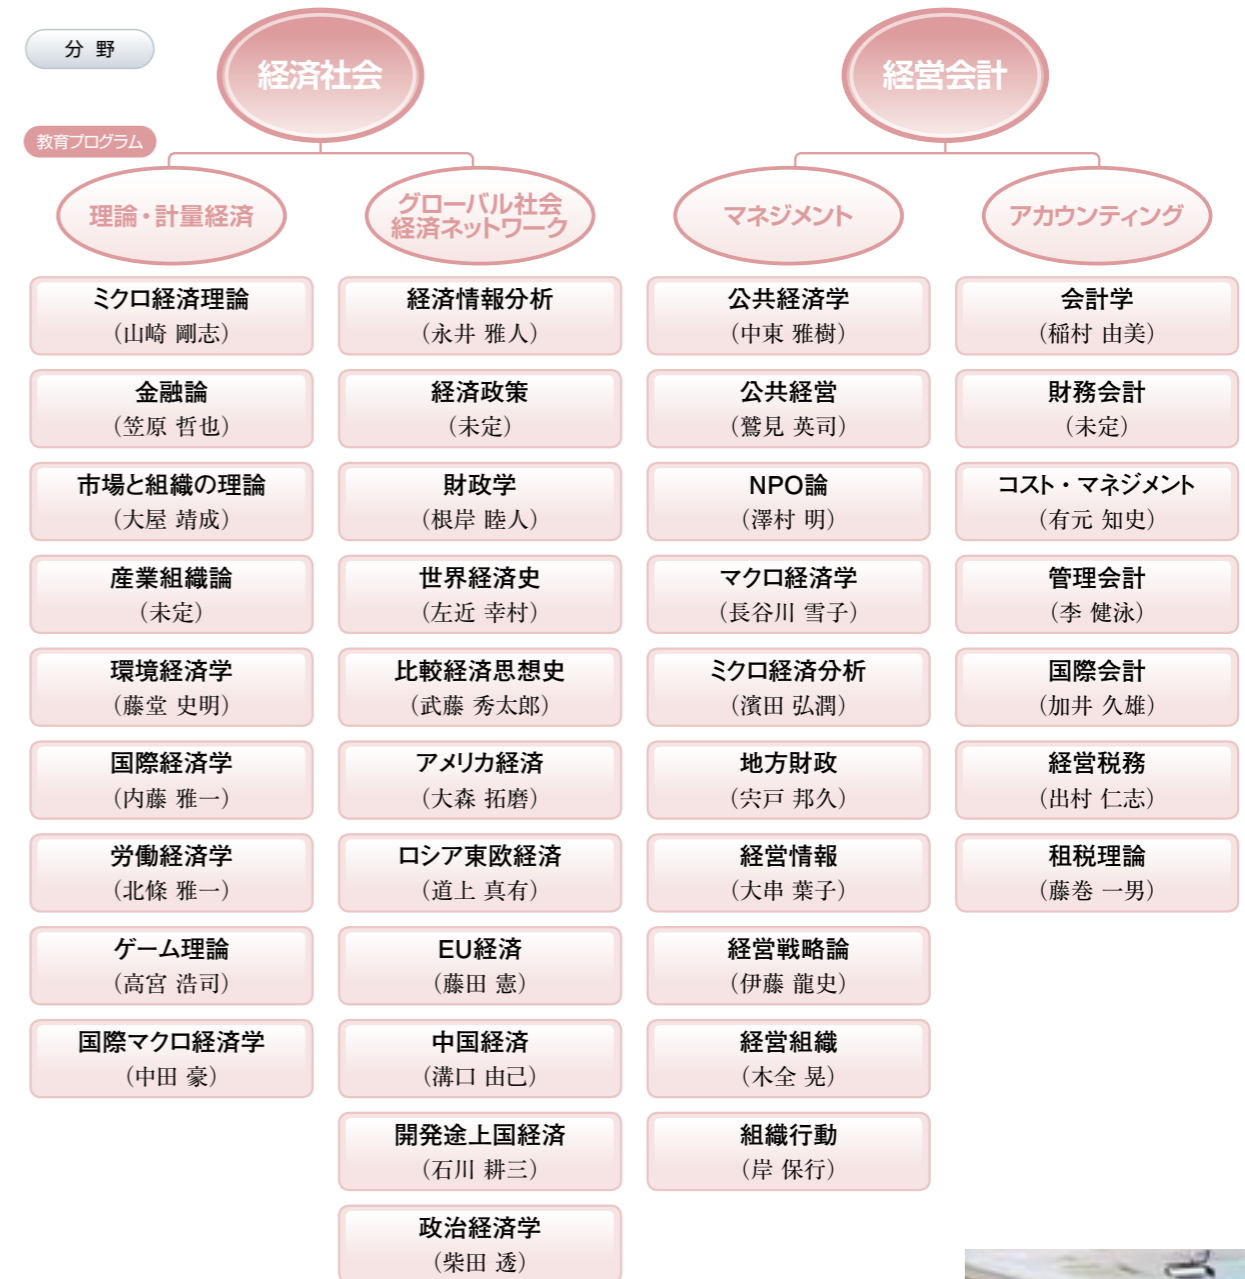 分 野
経済社会
経営会計
教育プログラム
理論・計量経済
グローバル社会
経済ネットワーク
マネジメント
アカウンティング
ミクロ経済理論
（山崎 剛志）
金融論
（笠原 哲也）
市場と組織の理論
（大屋 靖成）
産業組織論
（未定）
環境経済学
（藤堂 史明）
国際経済学
（内藤 雅一）
労働経済学
（北條 雅一）
ゲーム理論
（高宮 浩司）
国際マクロ経済学
（中田 豪）
経済情報分析
（永井 雅人）
経済政策
（未定）
財政学
（根岸 睦人）
世界経済史
（左近 幸村）
比較経済思想史
（武藤 秀太郎）
アメリカ経済
（大森 拓磨）
ロシア東欧経済
（道上 真有）
EU経済
（藤田 憲）
中国経済
（溝口 由己）
開発途上国経済
（石川 耕三）
政治経済学
（柴田 透）
公共経済学
（中東 雅樹）
公共経営
（鷲見 英司）
NPO論
（澤村 明）
マクロ経済学
（長谷川 雪子）
ミクロ経済分析
（濱田 弘潤）
地方財政
（宍戸 邦久）
経営情報
（大串 葉子）
経営戦略論
（伊藤 龍史）
経営組織
（木全 晃）
組織行動
（岸 保行）
会計学
（稲村 由美）
財務会計
（未定）
コスト・マネジメント
（有元 知史）
管理会計
（李 健泳）
国際会計
（加井 久雄）
経営税務
（出村 仁志）
租税理論
（藤巻 一男）